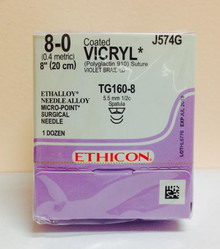 8-0
(0.4 metric)
8" (20 cm)
Coated
VICRYL*
(Polyglactin 910) Suture
VIOLET BRAIDED
J574G
ETHALLOY*
NEEDLE ALLOY
MICRO-POINT*
SURGICAL
NEEDLE
1 DOZEN
TG160-8
5.5 mm 1/2c
Spatula
ETHICON